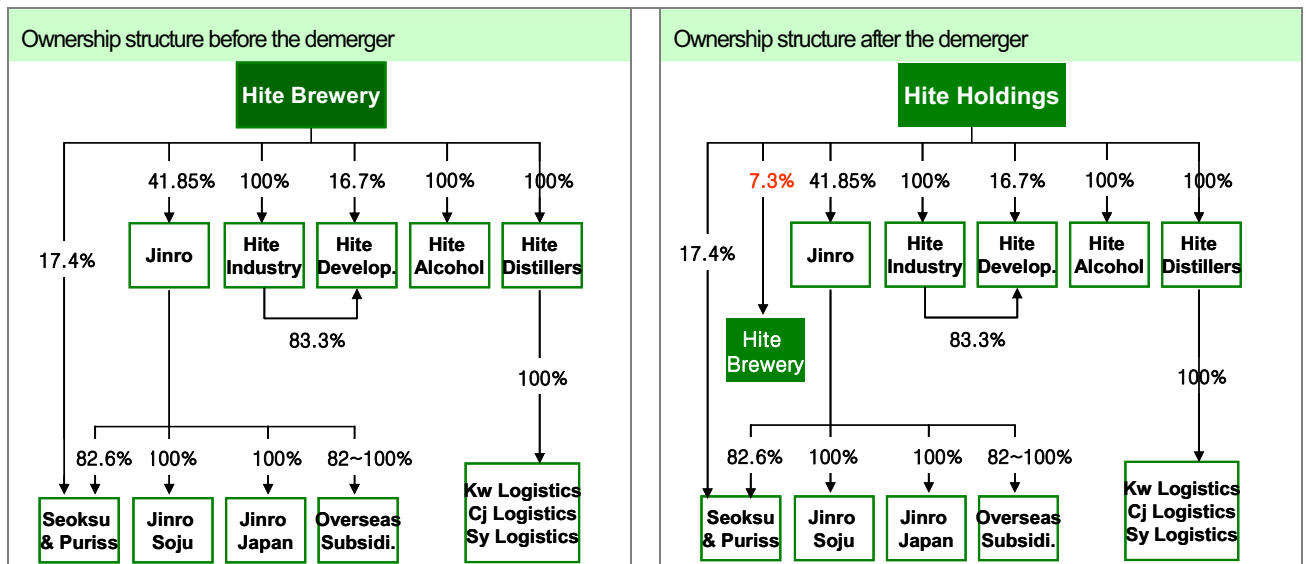 Ownership structure before the demerger
Hite Brewery
41.85%
100%
16.7%
100%
100%
17.4%
Jinro
Hite
Industry
Hite
Develop.
Hite
Alcohol
Hite
Distillers
83.3%
100%
82.6%
100%
100%
82~100%
Seoksu
& Puriss
Jinro
Soju
Jinro
Japan
Overseas
Subsidi.
Kw Logistics
Cj Logistics
Sy Logistics
Ownership structure after the demerger
Hite Holdings
7.3%
41.85%
100%
16.7%
100%
100%
17.4%
Jinro
Hite
Industry
Hite
Develop.
Hite
Alcohol
Hite
Distillers
Hite
Brewery
83.3%
100%
82.6%
100%
100%
82~100%
Seoksu
& Puriss
Jinro
Soju
Jinro
Japan
Overseas
Subsidi.
Kw Logistics
Cj Logistics
Sy Logistics